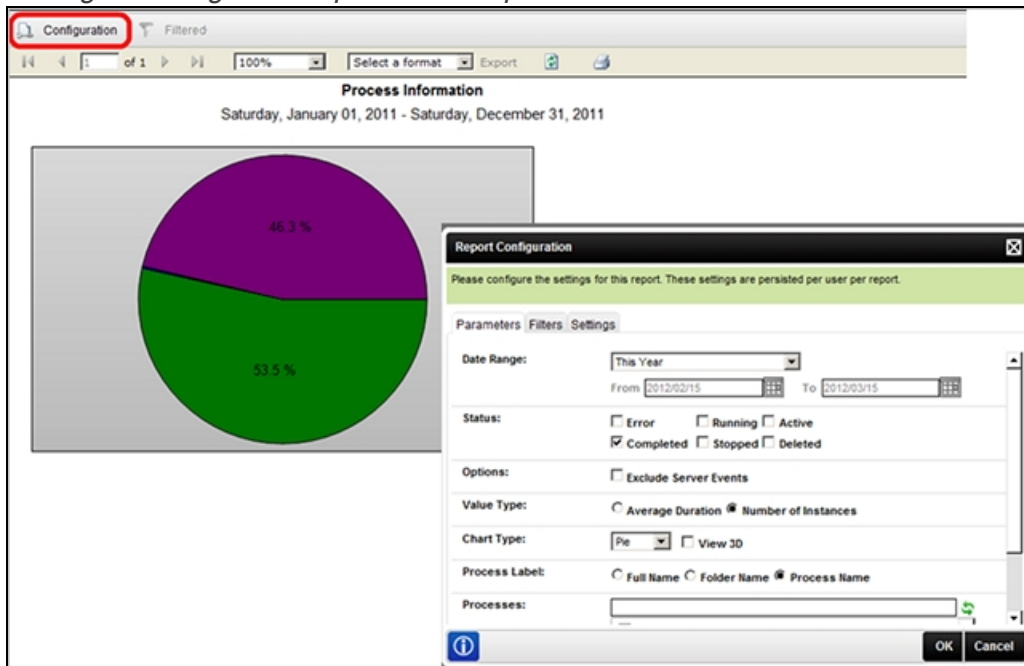 Configuration Filtered
1 of 1 100% Select a format Export
Process Information
Saturday, January 01, 2011 - Saturday, December 31, 2011
46.3 %
53.5 %
Report Configuration
Please configure the settings for this report. These settings are persisted per user per report.
Parameters Filters Settings
Date Range: This Year
From 2012/02/15 To 2012/03/15
Status: Error Running Active
Completed Stopped Deleted
Options: Exclude Server Events
Value Type: Average Duration Number of Instances
Chart Type: Pie View 3D
Process Label: Full Name Folder Name Process Name
Processes:
OK Cancel